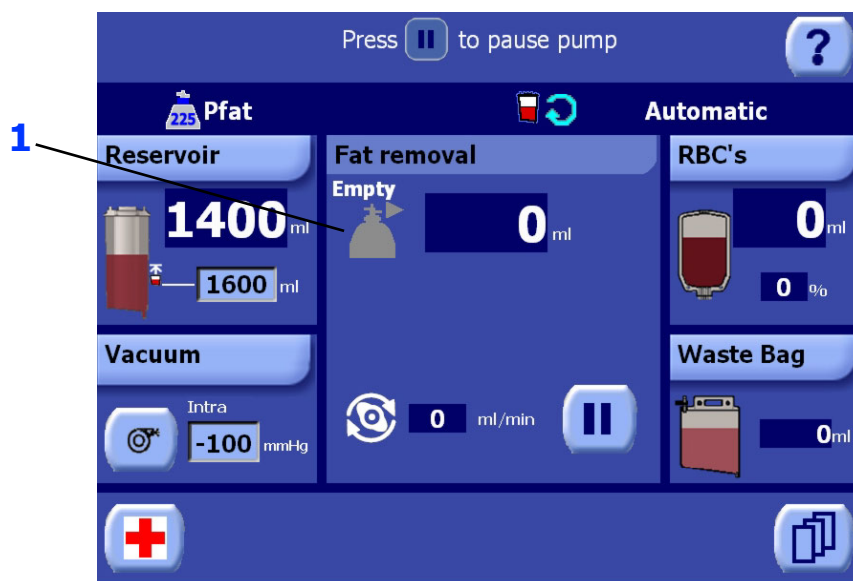 Press to pause pump
?
225 Pfat
Automatic
1
Reservoir
Fat removal
RBC's
Empty
1400 ml
0 ml
0 ml
1600 ml
0 %
Vacuum
Waste Bag
Intra
-100 mmHg
0 ml/min
0 ml